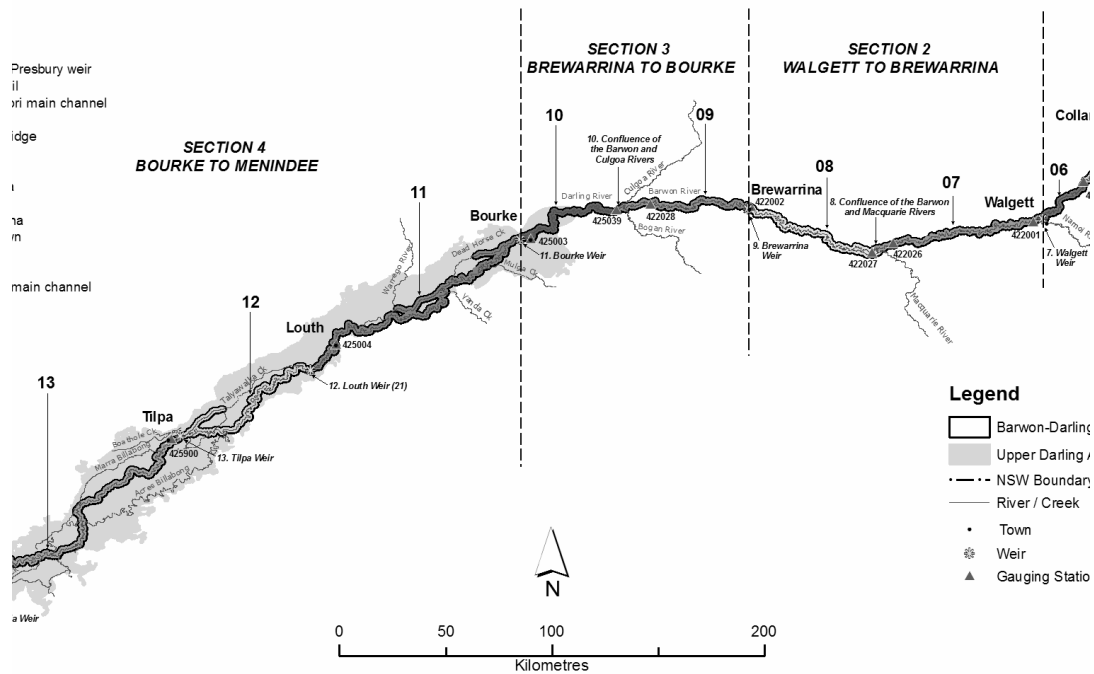 Presbury weir
il
ori main channel
idge
a
na
wn
main channel
SECTION 4
BOURKE TO MENINDEE
SECTION 3
BREWARRINA TO BOURKE
SECTION 2
WALGETT TO BREWARRINA
Collar
10
09
08
07
06
11
12
13
10. Confluence of
the Barwon and
Culgoa Rivers
Culgoa River
Darling River
Barwon River
425039
422028
Bogan River
Brewarrina
422002
9. Brewarrina
Weir
8. Confluence of the Barwon
and Macquarie Rivers
422027
422026
Macquarie River
Walgett
422001
Namoi R
7. Walgett
Weir
4
Bourke
425003
11. Bourke Weir
Dead Horse Ck
Mulga Ck
Warrego River
Yanda Ck
Louth
425004
12. Louth Weir (21)
Talyawalka Ck
Tilpa
425900
13. Tilpa Weir
Boathole Ck
Marra Billabong
Acres Billabong
a Weir
Legend
Barwon-Darling
Upper Darling A
NSW Boundary
River / Creek
Town
Weir
Gauging Statio
N
0 50 100 200
Kilometres